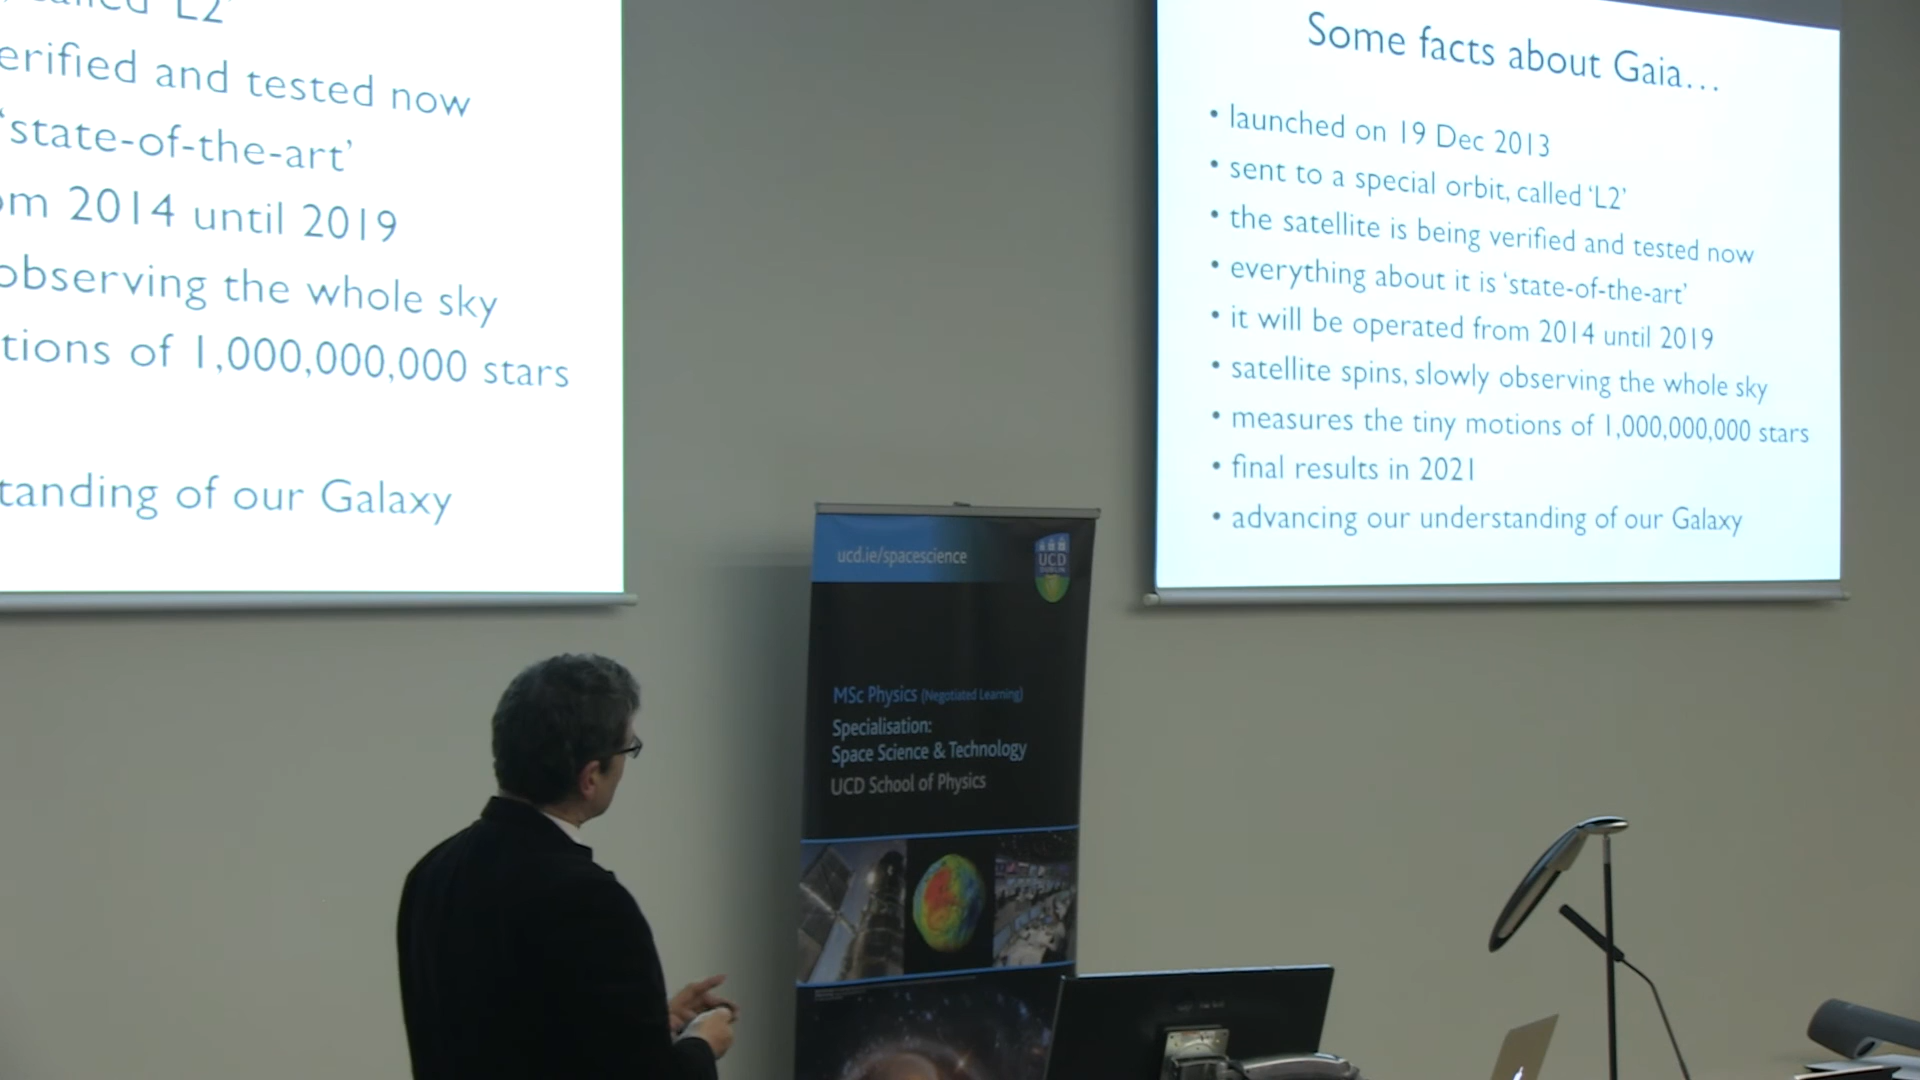 called 'L2'
erified and tested now
'state-of-the-art'
om 2014 until 2019
observing the whole sky
tions of 1,000,000,000 stars
tanding of our Galaxy
Some facts about Gaia...
• launched on 19 Dec 2013
• sent to a special orbit, called 'L2'
• the satellite is being verified and tested now
• everything about it is 'state-of-the-art'
• it will be operated from 2014 until 2019
• satellite spins, slowly observing the whole sky
• measures the tiny motions of 1,000,000,000 stars
• final results in 2021
• advancing our understanding of our Galaxy
ucd.ie/spacescience
UCD
DUBLIN
MSc Physics (Negotiated Learning)
Specialisation:
Space Science & Technology
UCD School of Physics